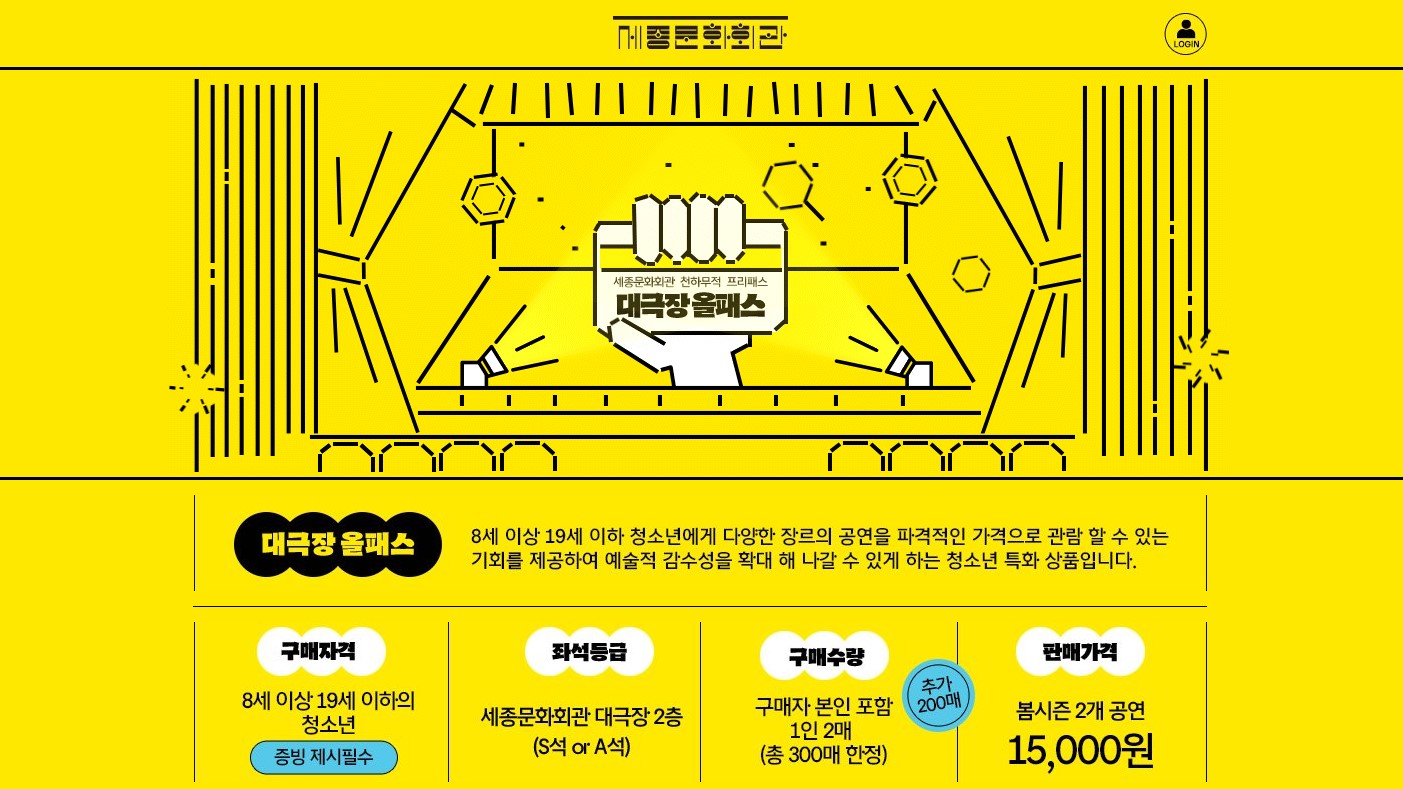 세종문화회관
LOGIN
세종문화회관 천하무적 프리패스
대극장 올패스
대극장 올패스
8세 이상 19세 이하 청소년에게 다양한 장르의 공연을 파격적인 가격으로 관람 할 수 있는
기회를 제공하여 예술적 감수성을 확대 해 나갈 수 있게 하는 청소년 특화 상품입니다.
구매자격
8세 이상 19세 이하의
청소년
증빙 제시필수
좌석등급
세종문화회관 대극장 2층
(S석 or A석)
구매수량
구매자 본인 포함
1인 2매
(총 300매 한정)
추가
200매
판매가격
봄시즌 2개 공연
15,000원